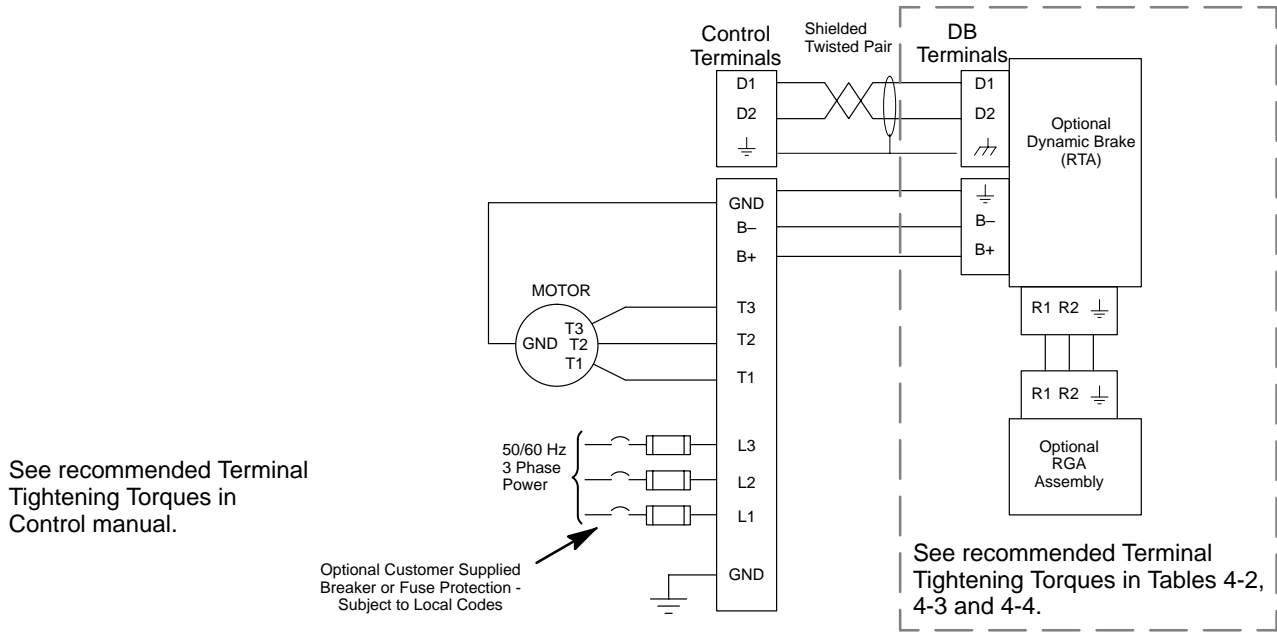 Control
Terminals
Shielded
Twisted Pair
DB
Terminals
D1
D2
D1
D2
Optional
Dynamic Brake
(RTA)
GND
B–
B+
B–
B+
MOTOR
GND
T3
T2
T1
T3
T2
T1
R1 R2
R1 R2
Optional
RGA
Assembly
50/60 Hz
3 Phase
Power
L3
L2
L1
GND
See recommended Terminal
Tightening Torques in
Control manual.
Optional Customer Supplied
Breaker or Fuse Protection -
Subject to Local Codes
See recommended Terminal
Tightening Torques in Tables 4-2,
4-3 and 4-4.